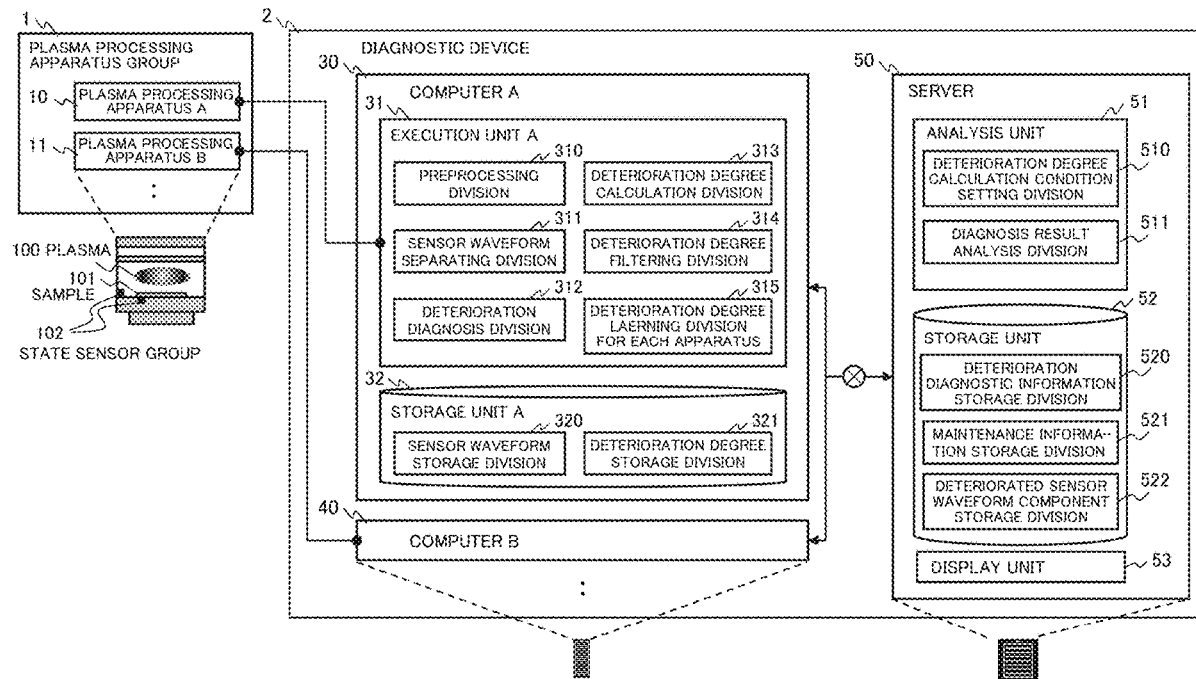 1
PLASMA PROCESSING
APPARATUS GROUP
10
PLASMA PROCESSING
APPARATUS A
11
PLASMA PROCESSING
APPARATUS B
:
100 PLASMA
101
SAMPLE
102
STATE SENSOR GROUP
2
DIAGNOSTIC DEVICE
30
COMPUTER A
31
EXECUTION UNIT A
310
PREPROCESSING
DIVISION
311
SENSOR WAVEFORM
SEPARATING DIVISION
312
DETERIORATION
DIAGNOSIS DIVISION
313
DETERIORATION DEGREE
CALCULATION DIVISION
314
DETERIORATION DEGREE
FILTERING DIVISION
315
DETERIORATION DEGREE
LAERNING DIVISION
FOR EACH APPARATUS
32
STORAGE UNIT A
320
SENSOR WAVEFORM
STORAGE DIVISION
321
DETERIORATION DEGREE
STORAGE DIVISION
40
COMPUTER B
:
50
SERVER
51
ANALYSIS UNIT
510
DETERIORATION DEGREE
CALCULATION CONDITION
SETTING DIVISION
511
DIAGNOSIS RESULT
ANALYSIS DIVISION
52
STORAGE UNIT
520
DETERIORATION
DIAGNOSTIC INFORMATION
STORAGE DIVISION
521
MAINTENANCE INFORMA-
TION STORAGE DIVISION
522
DETERIORATED SENSOR
WAVEFORM COMPONENT
STORAGE DIVISION
53
DISPLAY UNIT